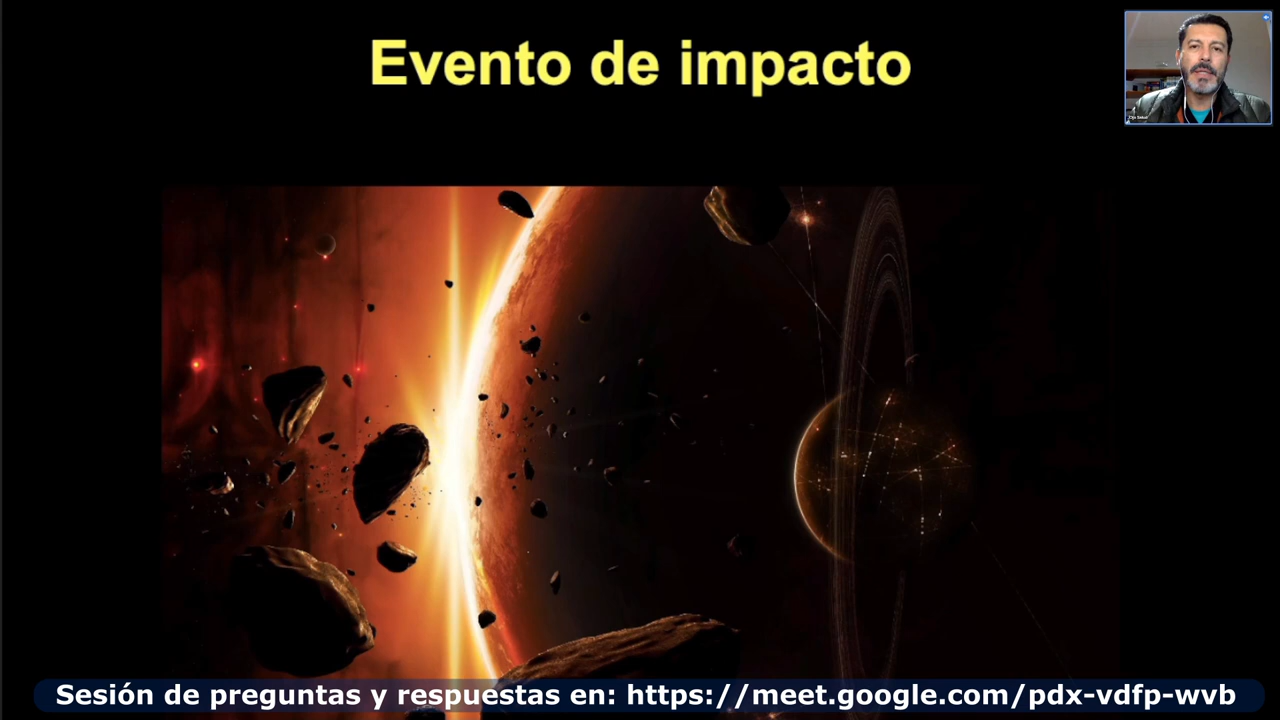 Evento de impacto
Sesión de preguntas y respuestas en: https://meet.google.com/pdx-vdfp-wvb